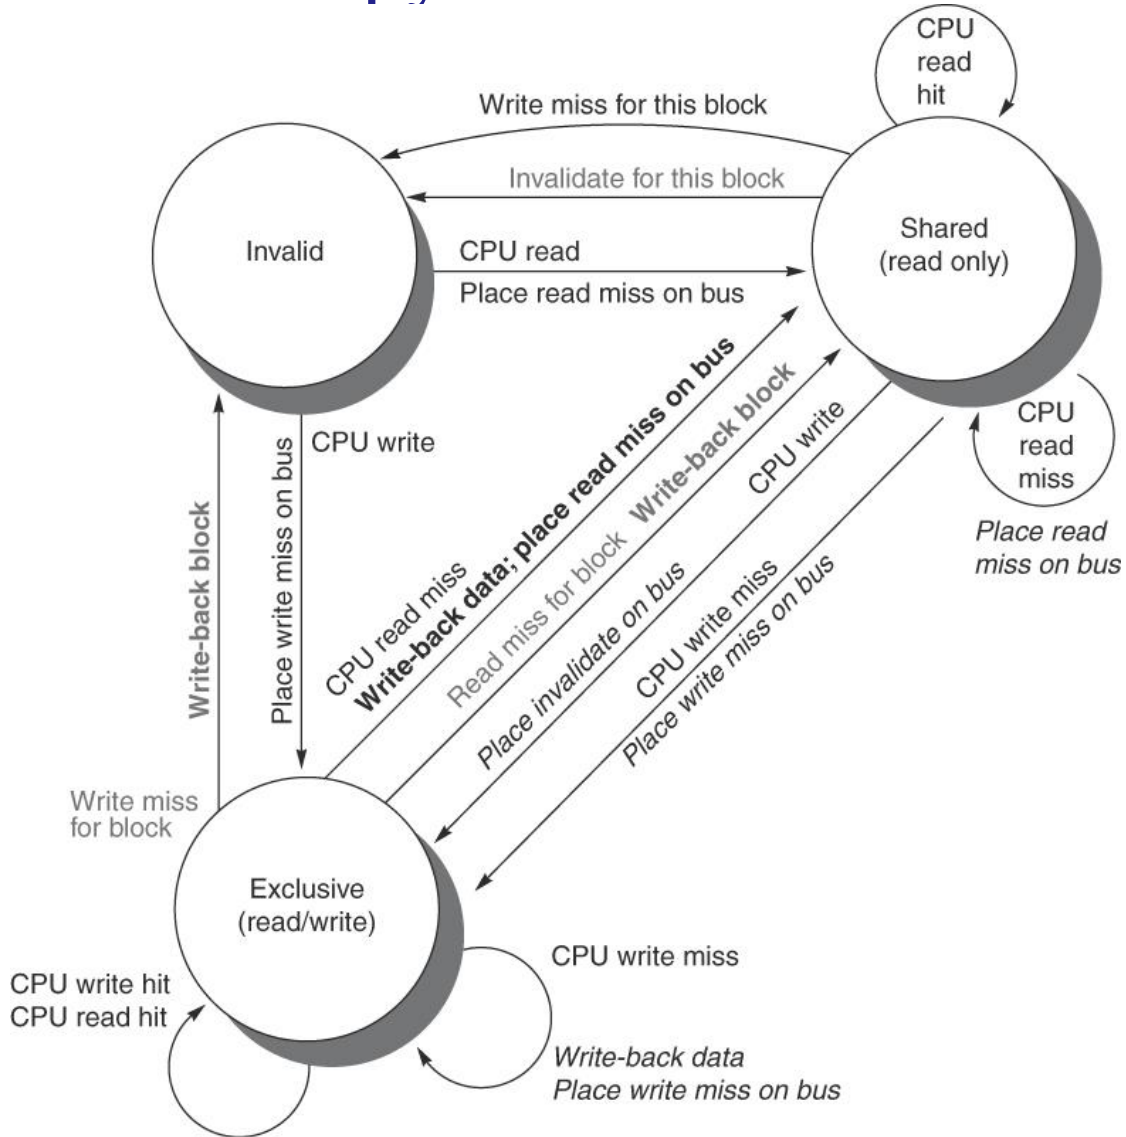 CPU
read
hit
Write miss for this block
Invalidate for this block
Invalid
Shared
(read only)
CPU read
Place read miss on bus
CPU write
Place write miss on bus
Write-back block
CPU read miss
Write-back data; place read miss on bus
Read miss for block Write-back block
CPU write
Place invalidate on bus
CPU write miss
Place write miss on bus
CPU
read
miss
Place read
miss on bus
Write miss
for block
Exclusive
(read/write)
CPU write hit
CPU read hit
CPU write miss
Write-back data
Place write miss on bus